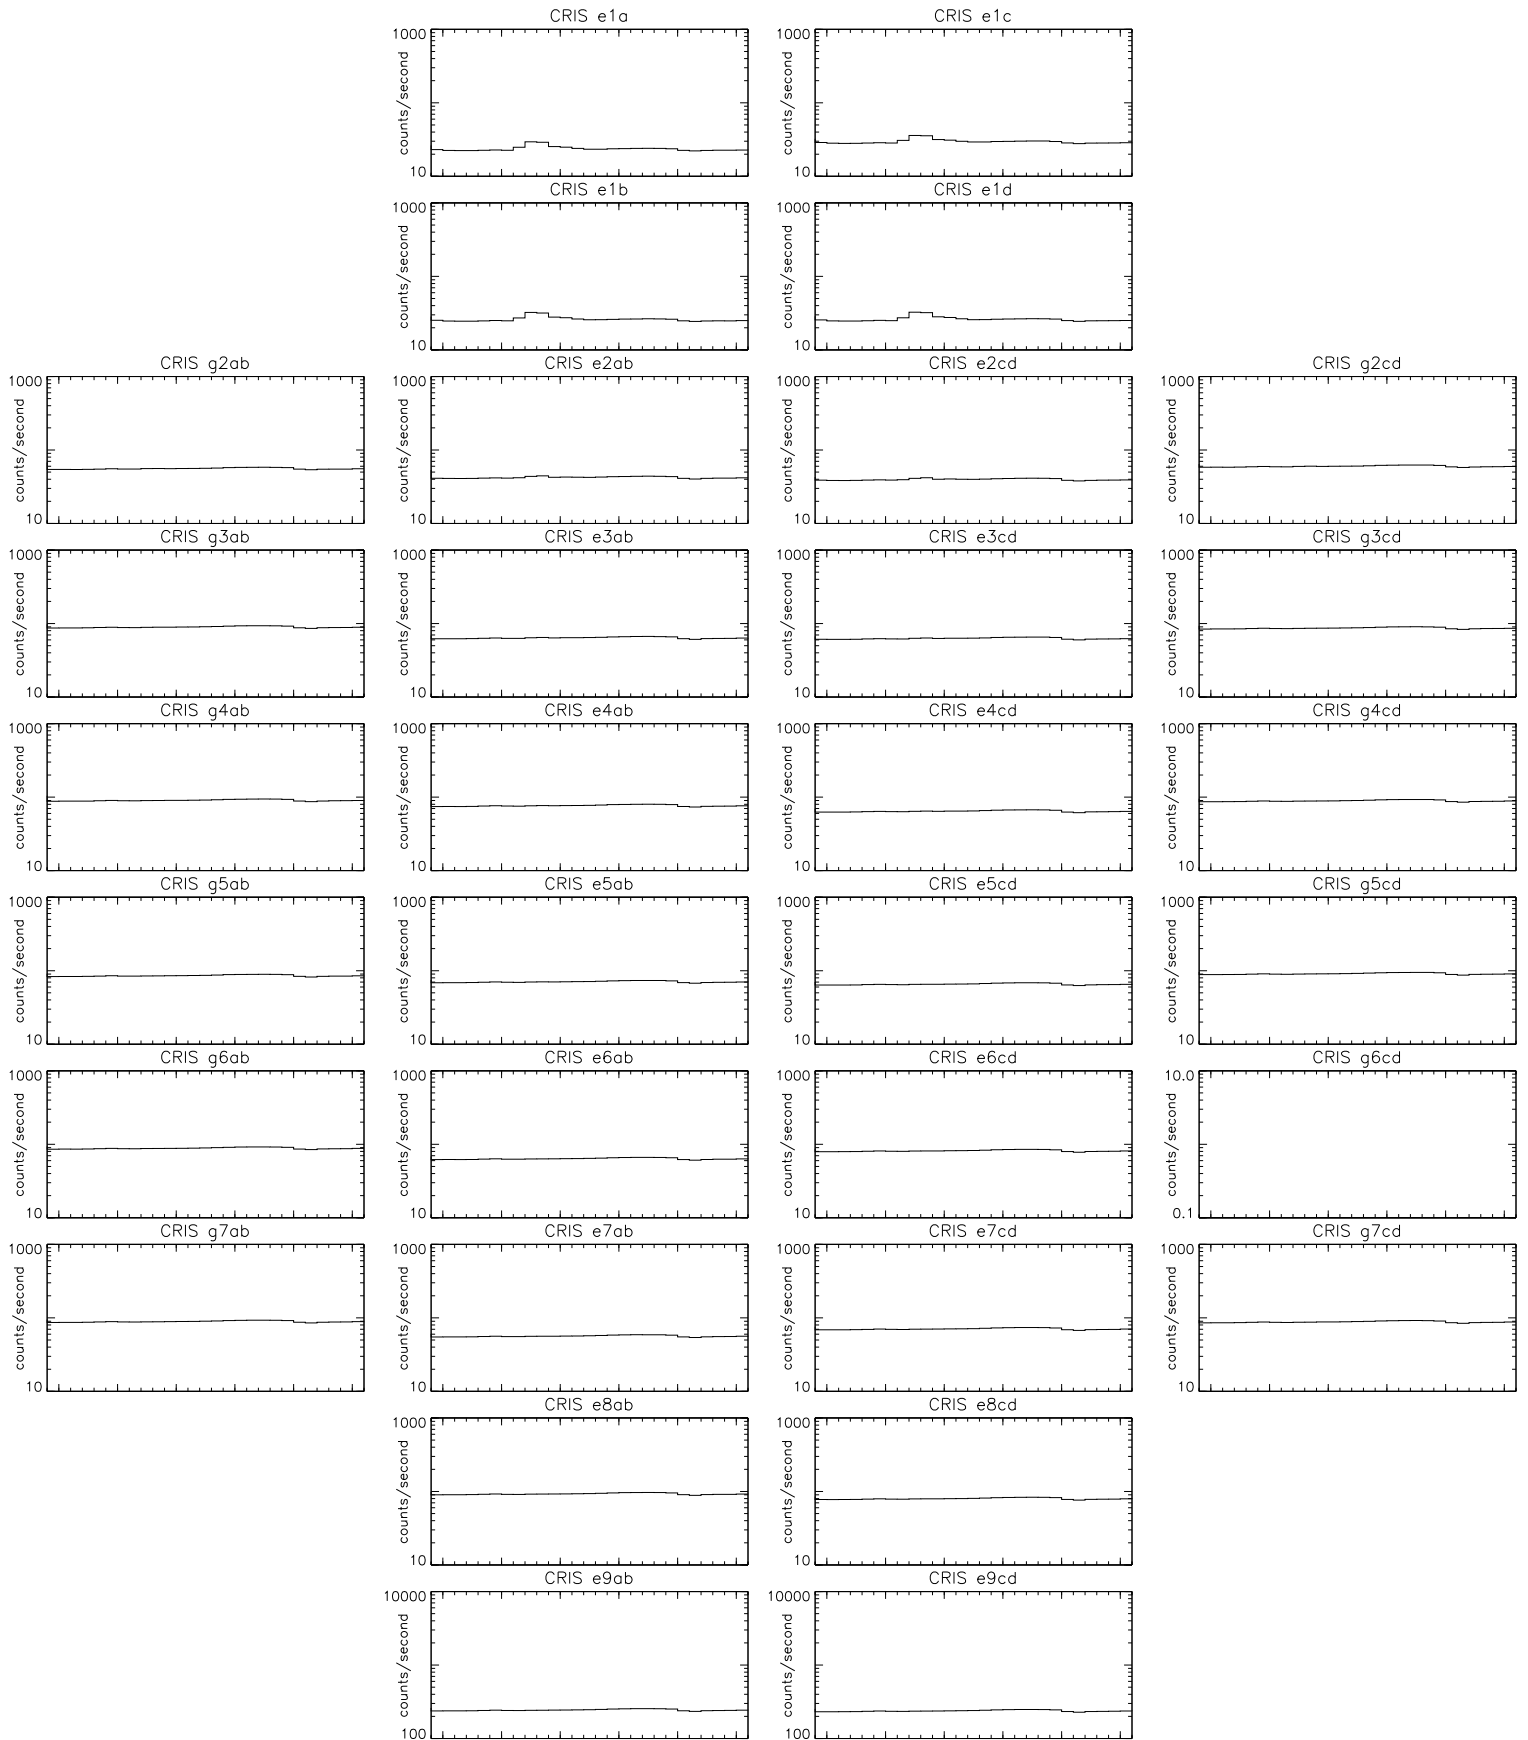 CRIS e1a
1000
counts/second
10
CRIS e1c
1000
counts/second
10
CRIS e1b
1000
counts/second
10
CRIS e1d
1000
counts/second
10
CRIS g2ab
1000
counts/second
10
CRIS e2ab
1000
counts/second
10
CRIS e2cd
1000
counts/second
10
CRIS g2cd
1000
counts/second
10
CRIS g3ab
1000
counts/second
10
CRIS e3ab
1000
counts/second
10
CRIS e3cd
1000
counts/second
10
CRIS g3cd
1000
counts/second
10
CRIS g4ab
1000
counts/second
10
CRIS e4ab
1000
counts/second
10
CRIS e4cd
1000
counts/second
10
CRIS g4cd
1000
counts/second
10
CRIS g5ab
1000
counts/second
10
CRIS e5ab
1000
counts/second
10
CRIS e5cd
1000
counts/second
10
CRIS g5cd
1000
counts/second
10
CRIS g6ab
1000
counts/second
10
CRIS e6ab
1000
counts/second
10
CRIS e6cd
1000
counts/second
10
CRIS g6cd
10.0
counts/second
0.1
CRIS g7ab
1000
counts/second
10
CRIS e7ab
1000
counts/second
10
CRIS e7cd
1000
counts/second
10
CRIS g7cd
1000
counts/second
10
CRIS e8ab
1000
counts/second
10
CRIS e8cd
1000
counts/second
10
CRIS e9ab
10000
counts/second
100
CRIS e9cd
10000
counts/second
100